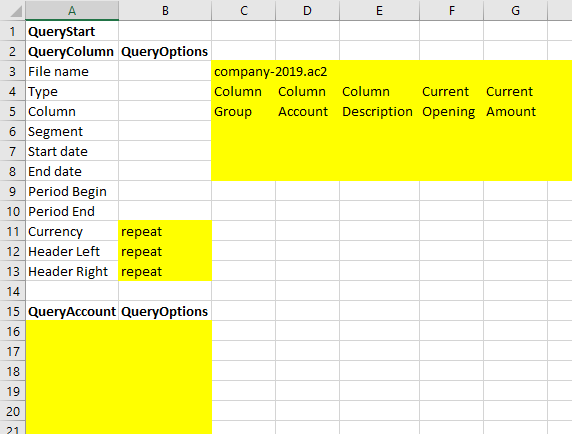 A B C D E F G
1 QueryStart
2 QueryColumn QueryOptions
3 File name company-2019.ac2
4 Type Column Column Column Current Current
5 Column Group Account Description Opening Amount
6 Segment
7 Start date
8 End date
9 Period Begin
10 Period End
11 Currency repeat
12 Header Left repeat
13 Header Right repeat
14
15 QueryAccount QueryOptions
16
17
18
19
20
21